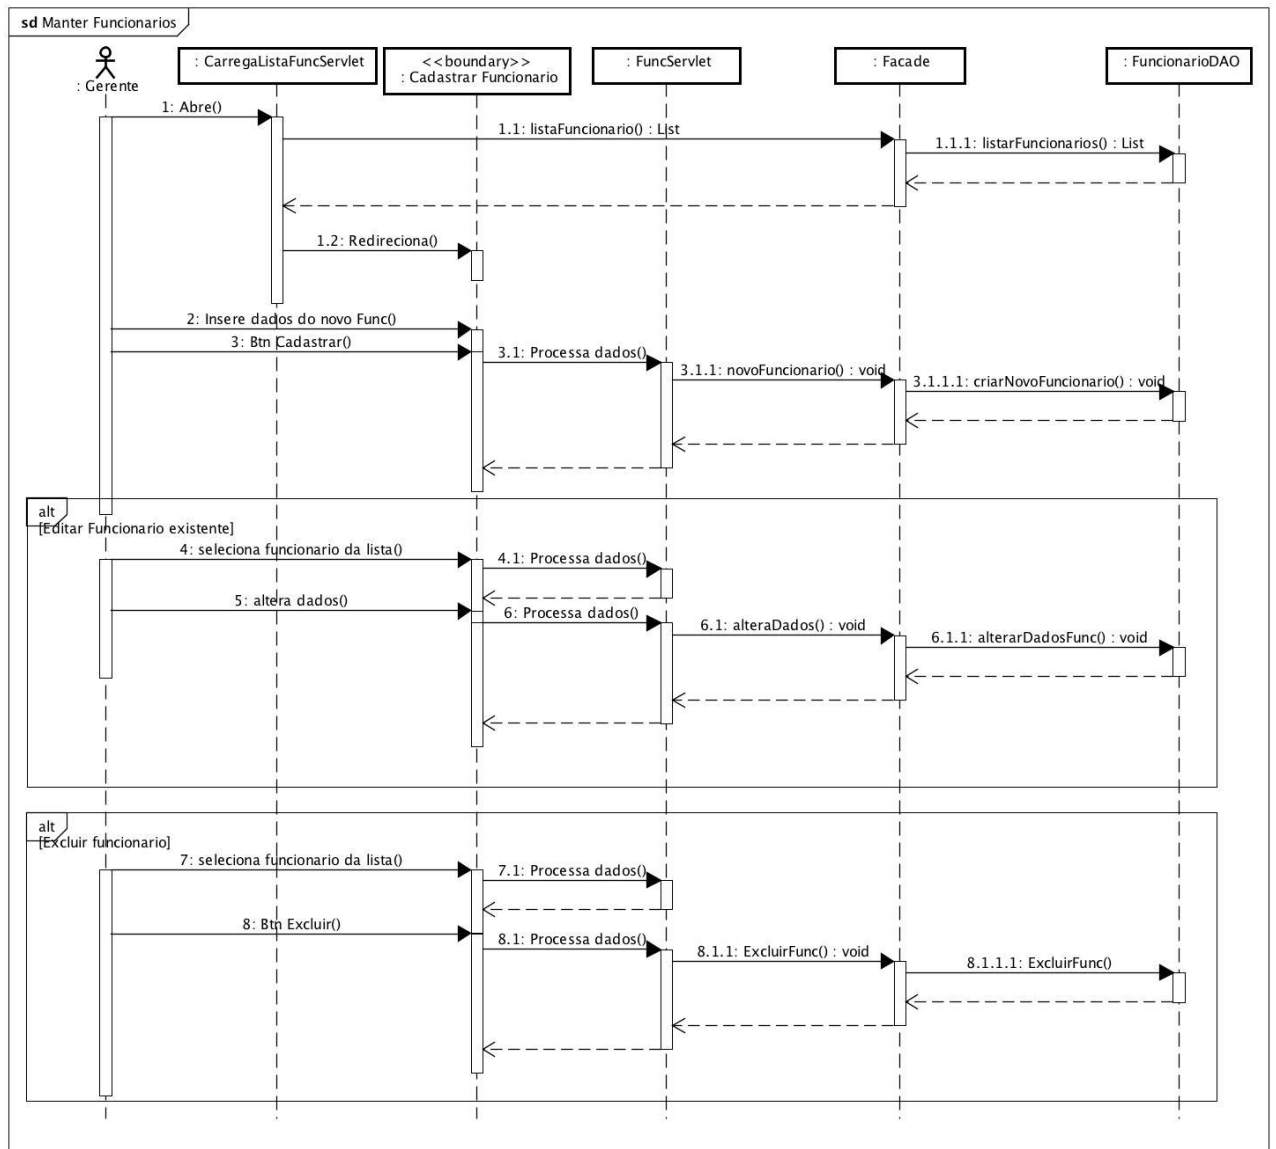 sd Manter Funcionarios
: Gerente
: CarregaListaFuncServlet
<<boundary>>
: Cadastrar Funcionario
: FuncServlet
: Facade
: FuncionarioDAO
1: Abre()
1.1: listaFuncionario() : List
1.1.1: listarFuncionarios() : List
1.2: Redireciona()
2: Insere dados do novo Func()
3: Btn Cadastrar()
3.1: Processa dados()
3.1.1: novoFuncionario() : void
3.1.1.1: criarNovoFuncionario() : void
alt
[Editar Funcionario existente]
4: seleciona funcionario da lista()
4.1: Processa dados()
5: altera dados()
6: Processa dados()
6.1: alteraDados() : void
6.1.1: alterarDadosFunc() : void
alt
[Excluir funcionario]
7: seleciona funcionario da lista()
7.1: Processa dados()
8: Btn Excluir()
8.1: Processa dados()
8.1.1: ExcluirFunc() : void
8.1.1.1: ExcluirFunc()